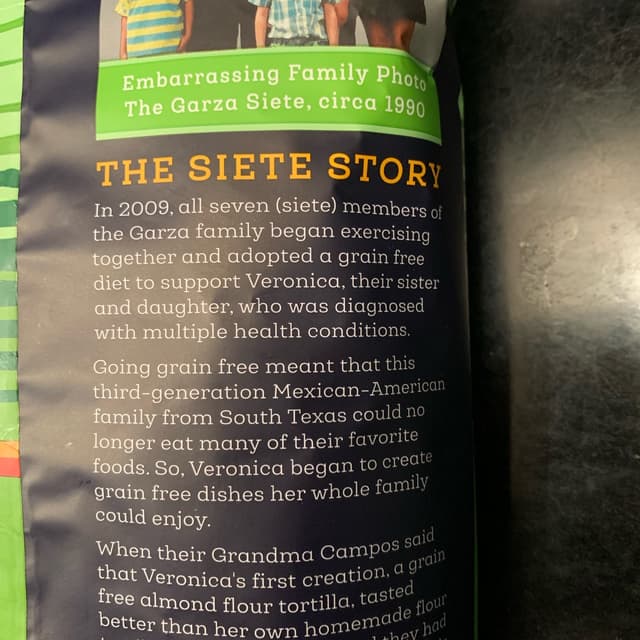 Embarrassing Family Photo
The Garza Siete, circa 1990
THE SIETE STORY
In 2009, all seven (siete) members of
the Garza family began exercising
together and adopted a grain free
diet to support Veronica, their sister
and daughter, who was diagnosed
with multiple health conditions.
Going grain free meant that this
third-generation Mexican-American
family from South Texas could no
longer eat many of their favorite
foods. So, Veronica began to create
grain free dishes her whole family
could enjoy.
When their Grandma Campos said
that Veronica's first creation, a grain
free almond flour tortilla, tasted
better than her own homemade flour
they had